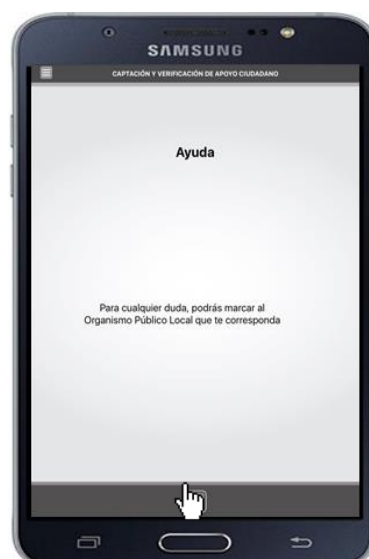 SAMSUNG
CAPTACIÓN Y VERIFICACIÓN DE APOYO CIUDADANO
Ayuda
Para cualquier duda, podrás marcar al
Organismo Público Local que te corresponda